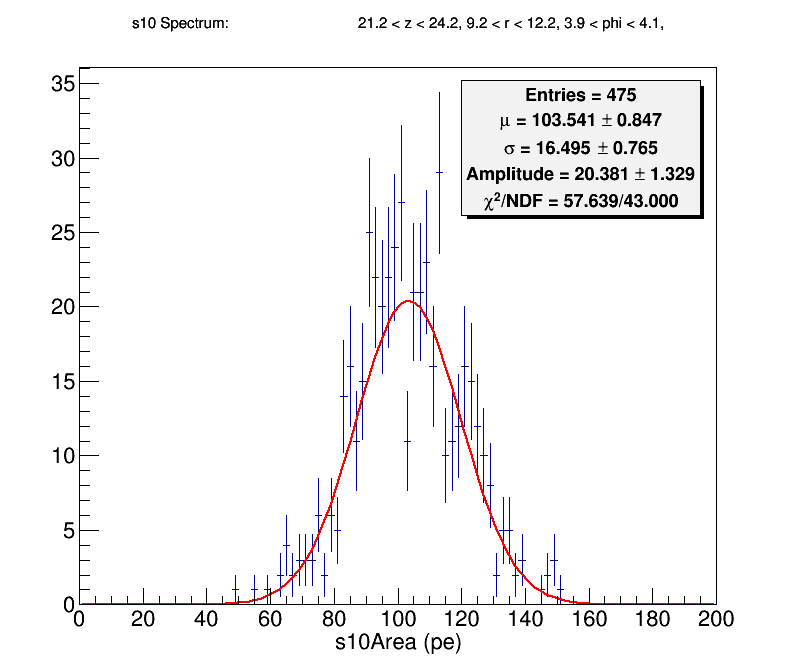 s10 Spectrum: 21.2 < z < 24.2, 9.2 < r < 12.2, 3.9 < phi < 4.1,
Entries = 475
μ = 103.541 ± 0.847
σ = 16.495 ± 0.765
Amplitude = 20.381 ± 1.329
χ²/NDF = 57.639/43.000
35
30
25
20
15
10
5
0
0 20 40 60 80 100 120 140 160 180 200
s10Area (pe)